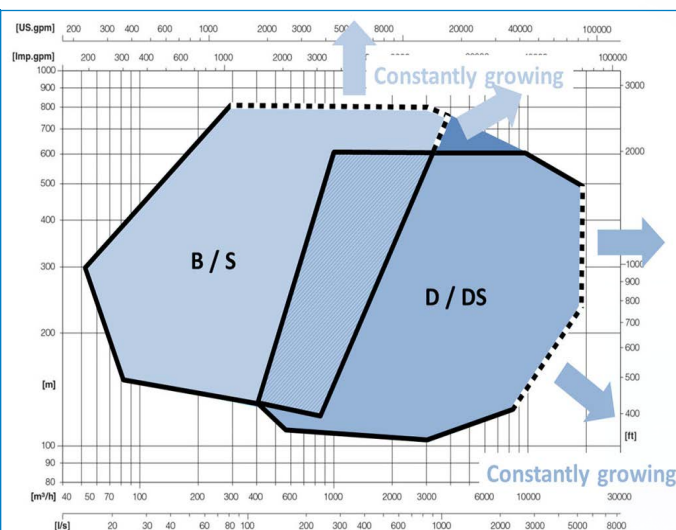 [US.gpm] 200 300 400 600 1000 2000 3000 5000 8000 20000 40000 100000
[Imp.gpm] 200 300 400 600 1000 2000 3000 100000
Constantly growing
1000
900 3000
800
700
600 2000
500
400
B / S
300 1000
D / DS 900
800
200 700
600
[m] 500
400
[ft]
100
90 Constantly growing
80
[m³/h] 40 50 70 100 200 300 400 600 1000 2000 3000 6000 10000 30000
[l/s] 20 30 40 60 80 100 200 300 400 600 1000 2000 3000 5000 8000